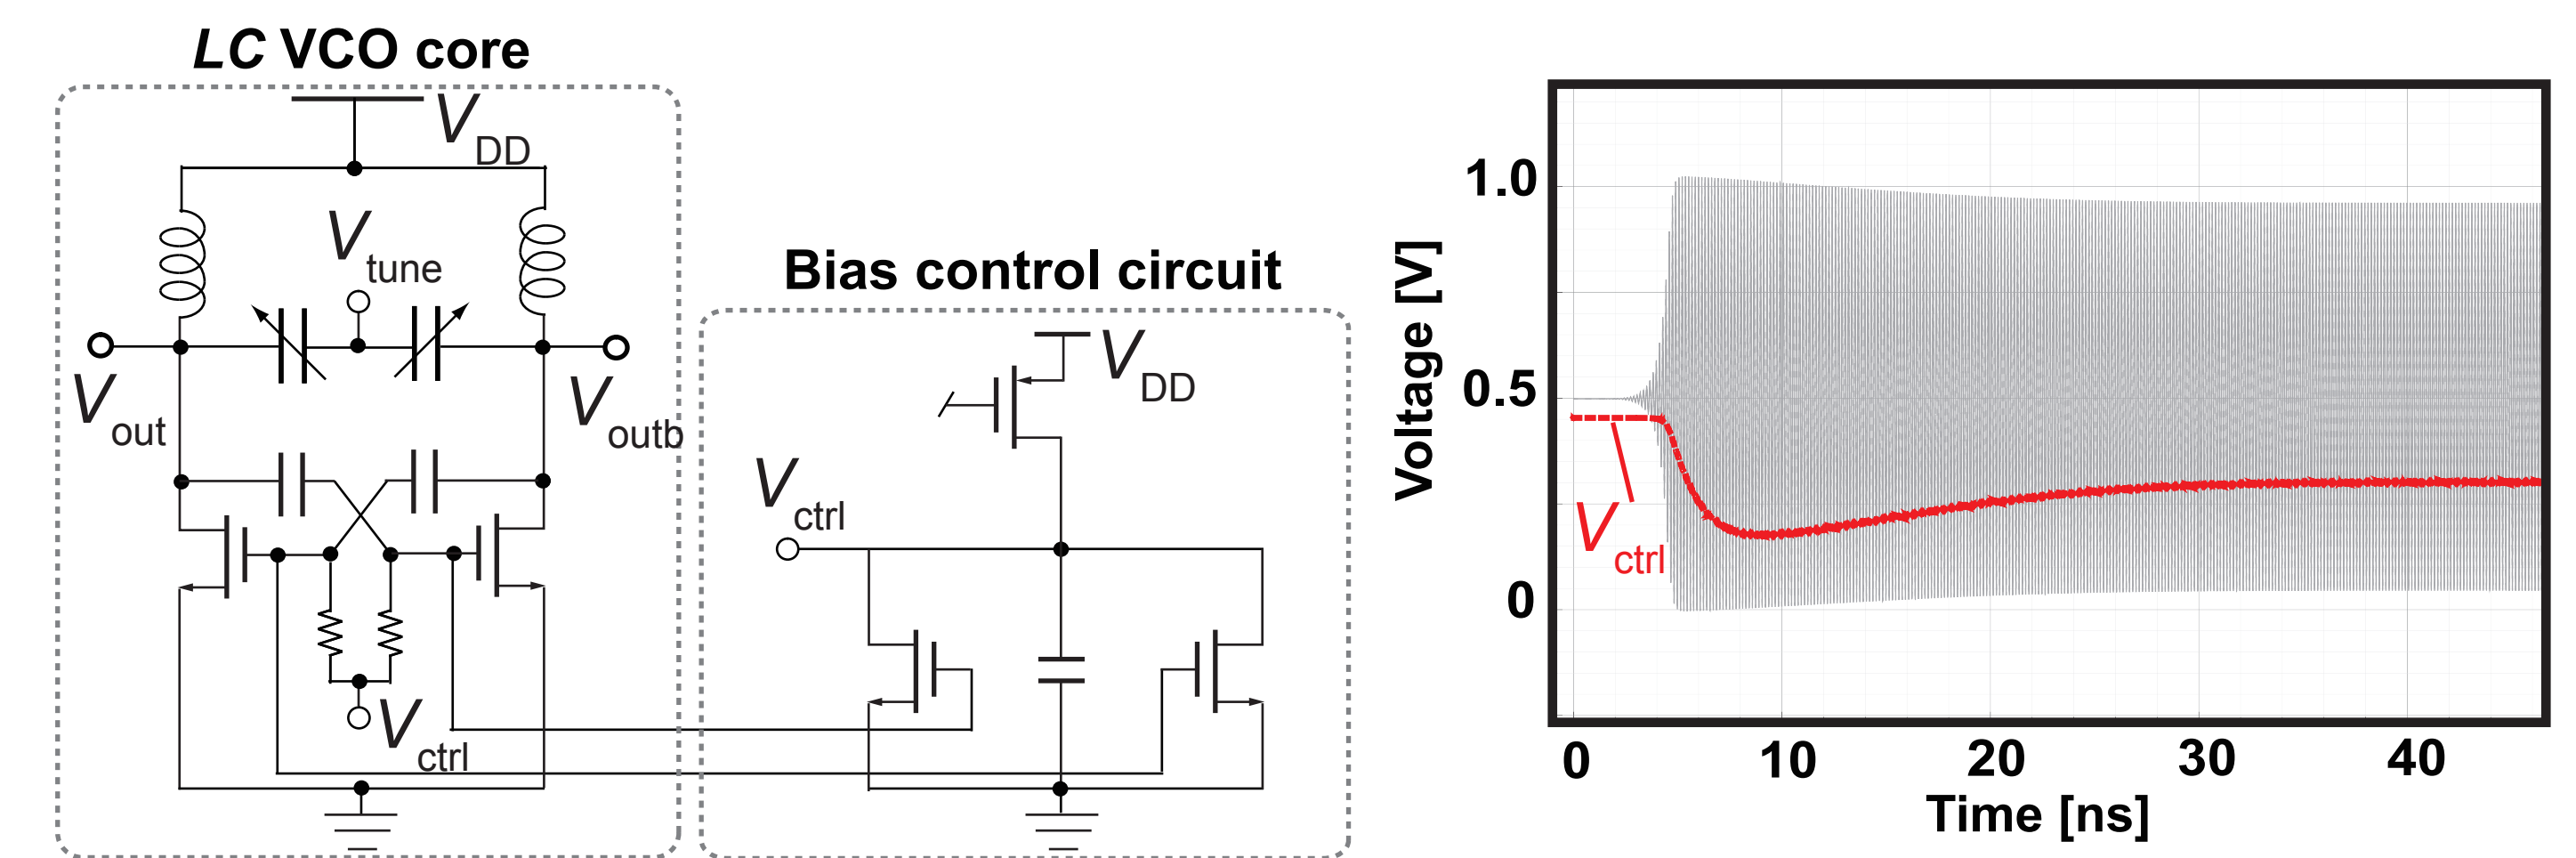 LC VCO core
VDD
Vtune
Vout
Voutb
Vctrl
Bias control circuit
VDD
Vctrl
Voltage [V]
1.0
0.5
0
Vctrl
0 10 20 30 40
Time [ns]